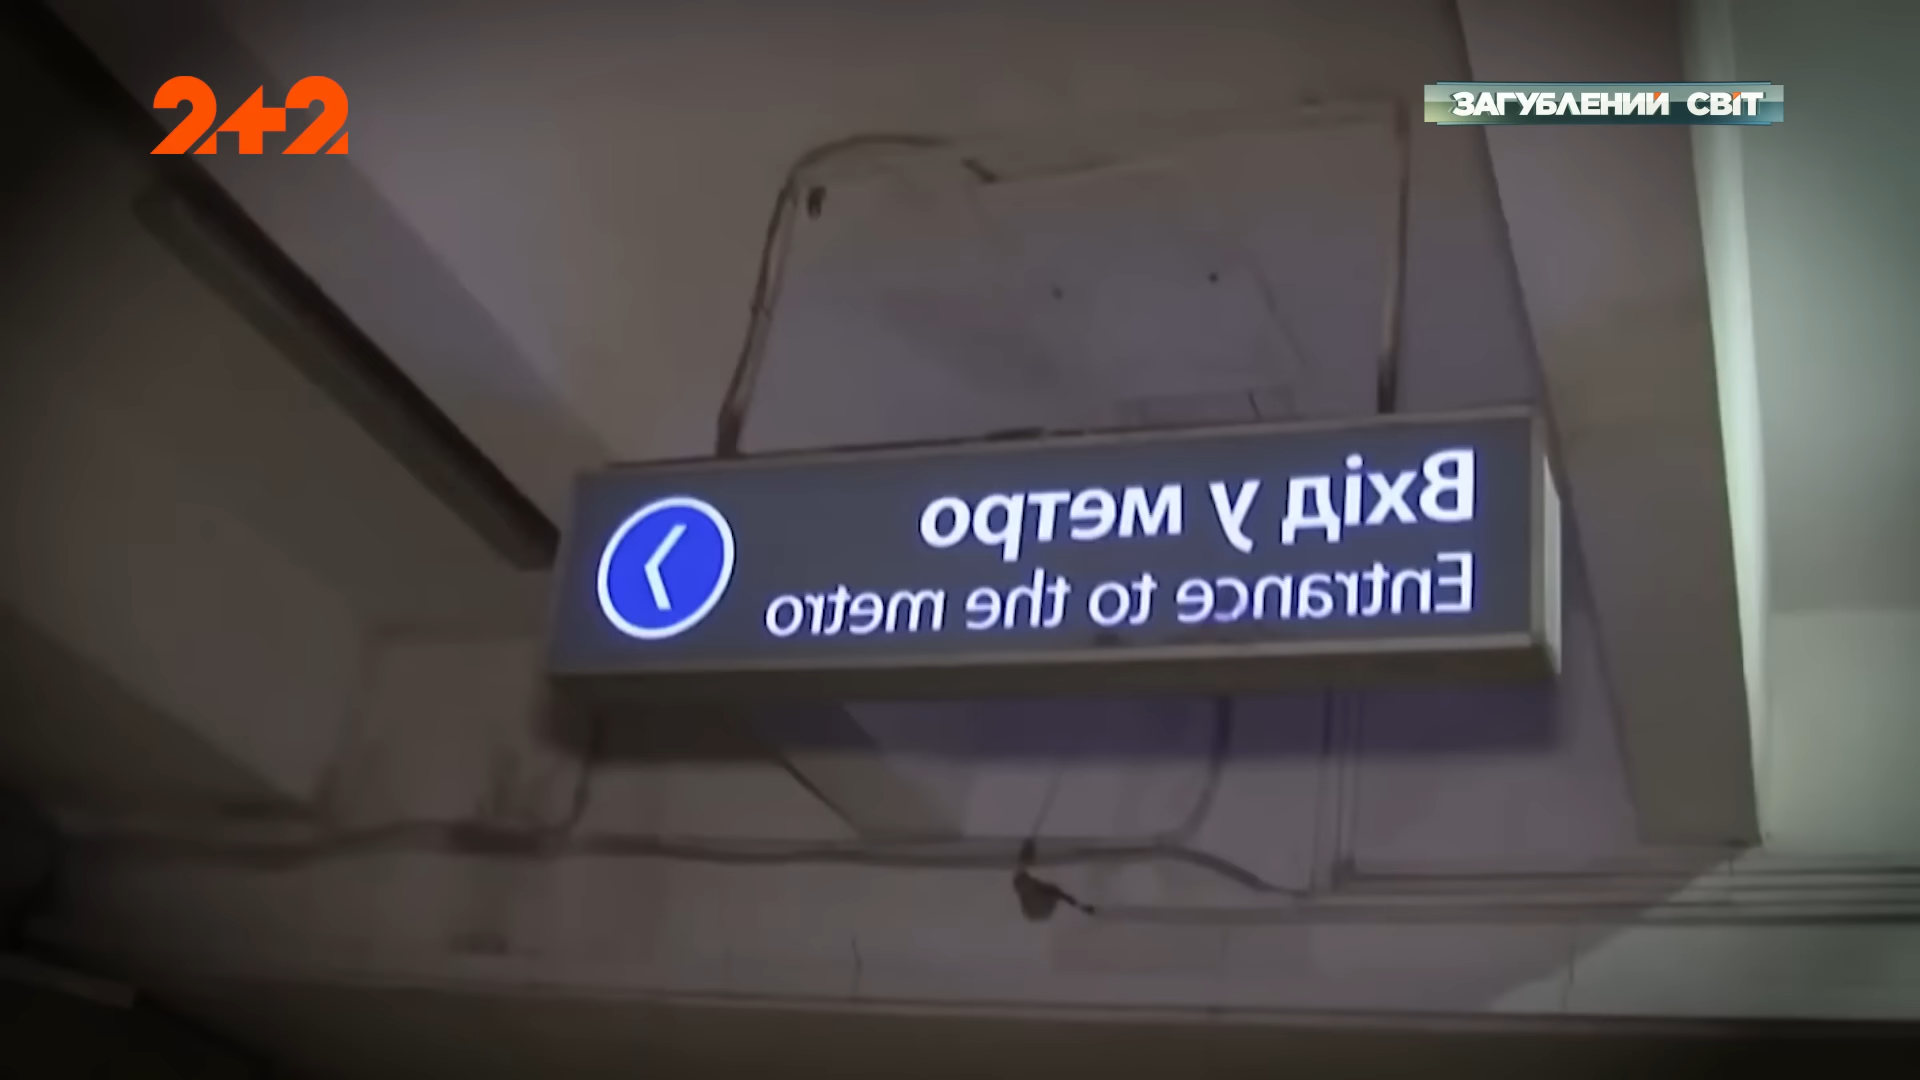 2+2
ЗАГУБЛЕНИЙ СВІТ
Вхід у метро
Entrance to the metro